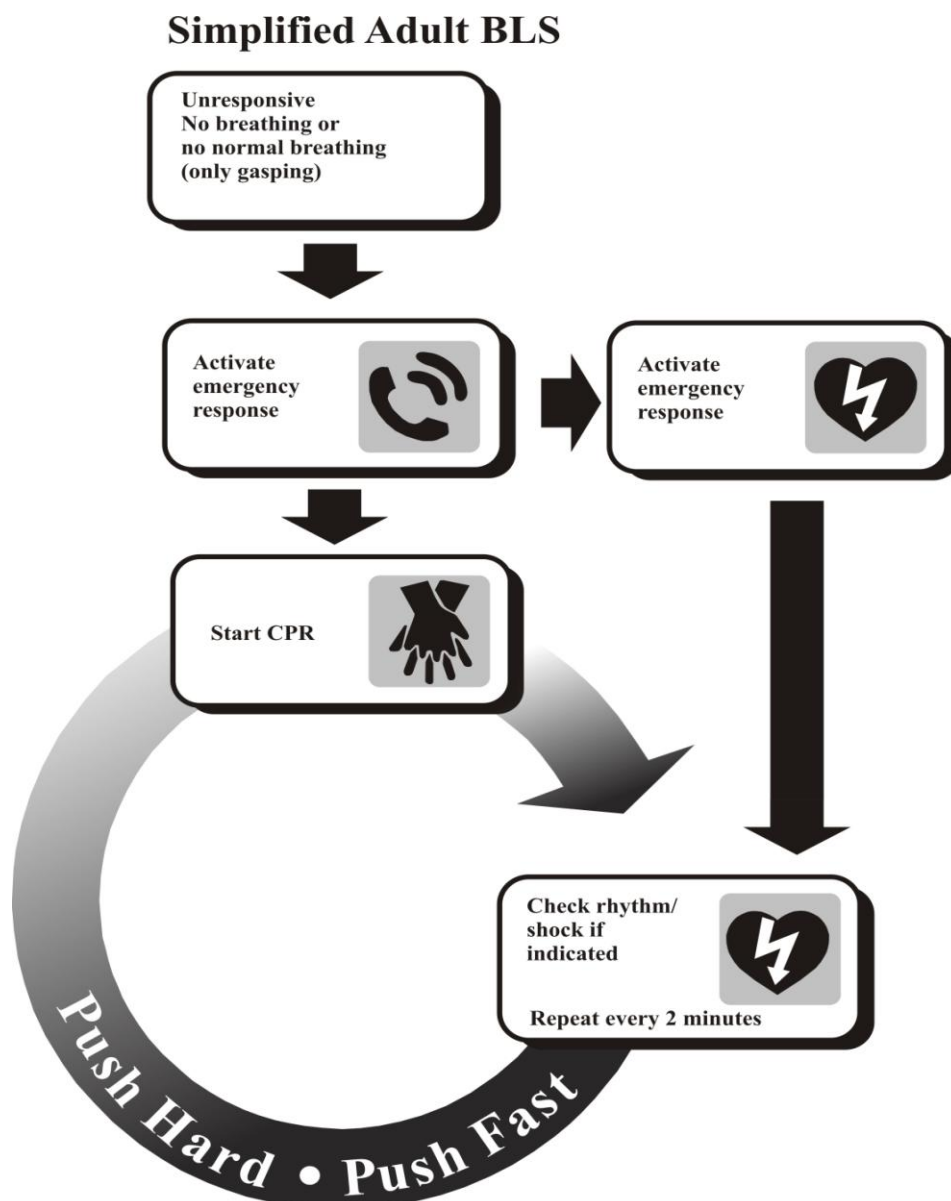 Simplified Adult BLS
Unresponsive
No breathing or
no normal breathing
(only gasping)
Activate
emergency
response
Activate
emergency
response
Start CPR
Check rhythm/
shock if
indicated
Repeat every 2 minutes
Push Hard • Push Fast